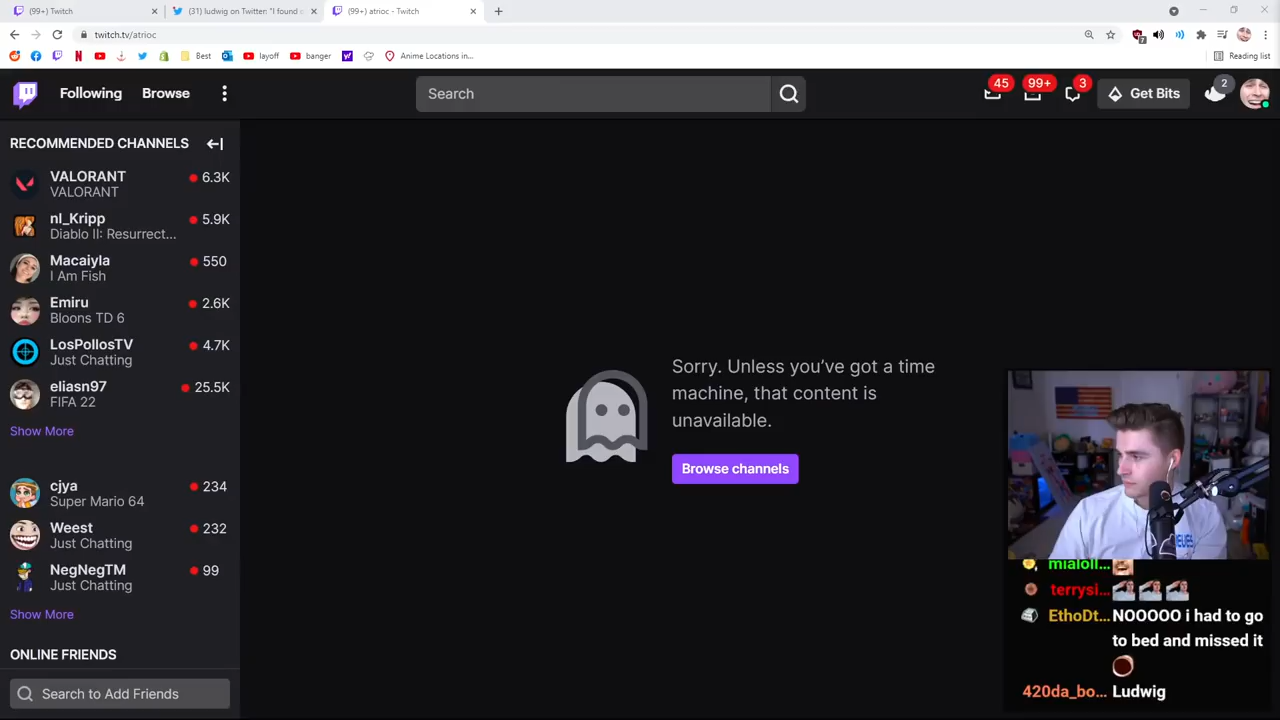 (99+) Twitch
(31) ludwig on Twitter: "I found s
(99+) atrioc - Twitch
twitch.tv/atrioc
Best
layoff
banger
Anime Locations in...
Reading list
7
Following
Browse
Search
45
99+
3
Get Bits
2
RECOMMENDED CHANNELS
VALORANT
6.3K
VALORANT
nl_Kripp
5.9K
Diablo II: Resurrect...
Macaiyla
550
I Am Fish
Emiru
2.6K
Bloons TD 6
LosPollosTV
4.7K
Just Chatting
eliasn97
25.5K
FIFA 22
Show More
cjya
234
Super Mario 64
Weest
232
Just Chatting
NegNegTM
99
Just Chatting
Show More
ONLINE FRIENDS
Search to Add Friends
Sorry. Unless you've got a time
machine, that content is
unavailable.
Browse channels
mialoll...
terrysi...
EthoDt... NOOOOO i had to go
to bed and missed it
420da_bo... Ludwig